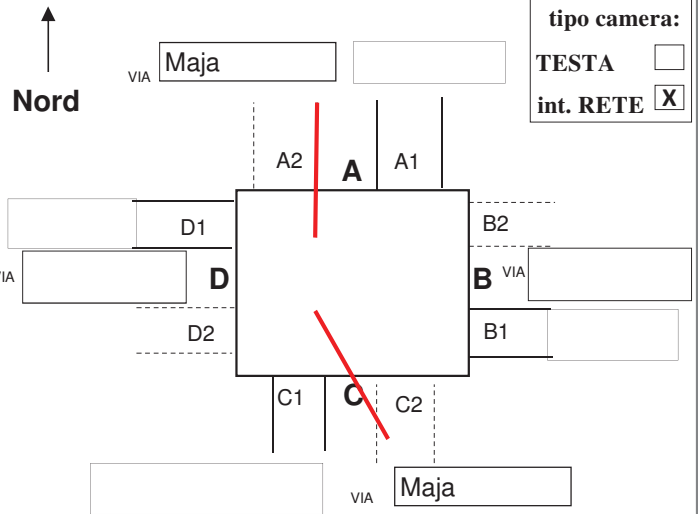 tipo camera:
TESTA
int. RETE X
Nord
VIA Maja
A2 A A1
D1 B2
VIA D B VIA
D2 B1
C1 C C2
VIA Maja